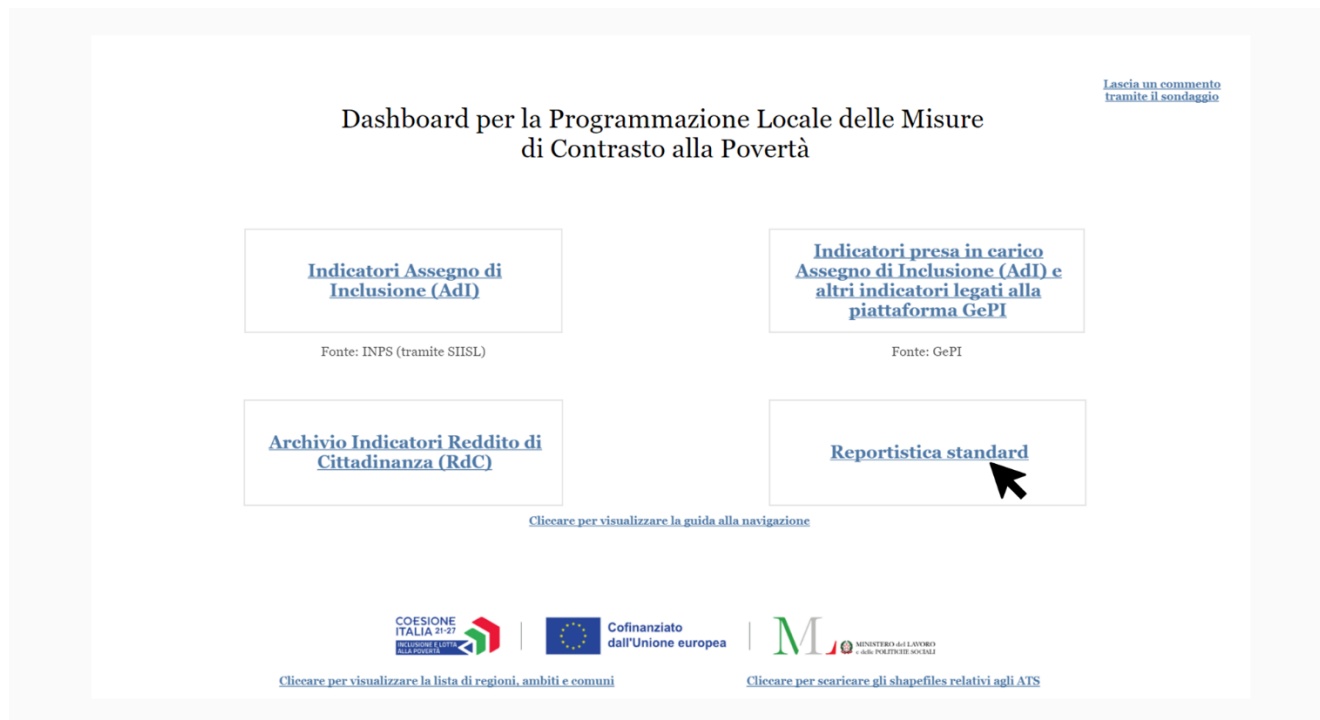 Lascia un commento
tramite il sondaggio
Dashboard per la Programmazione Locale delle Misure
di Contrasto alla Povertà
Indicatori Assegno di
Inclusione (AdI)
Fonte: INPS (tramite SIISL)
Indicatori presa in carico
Assegno di Inclusione (AdI) e
altri indicatori legati alla
piattaforma GePI
Fonte: GePI
Archivio Indicatori Reddito di
Cittadinanza (RdC)
Reportistica standard
Cliccare per visualizzare la guida alla navigazione
COESIONE
ITALIA 21-27
INCLUSIONE E LOTTA
ALLA POVERTÀ
Cofinanziato
dall'Unione europea
ML
MINISTERO del LAVORO
e delle POLITICHE SOCIALI
Cliccare per visualizzare la lista di regioni, ambiti e comuni
Cliccare per scaricare gli shapefiles relativi agli ATS